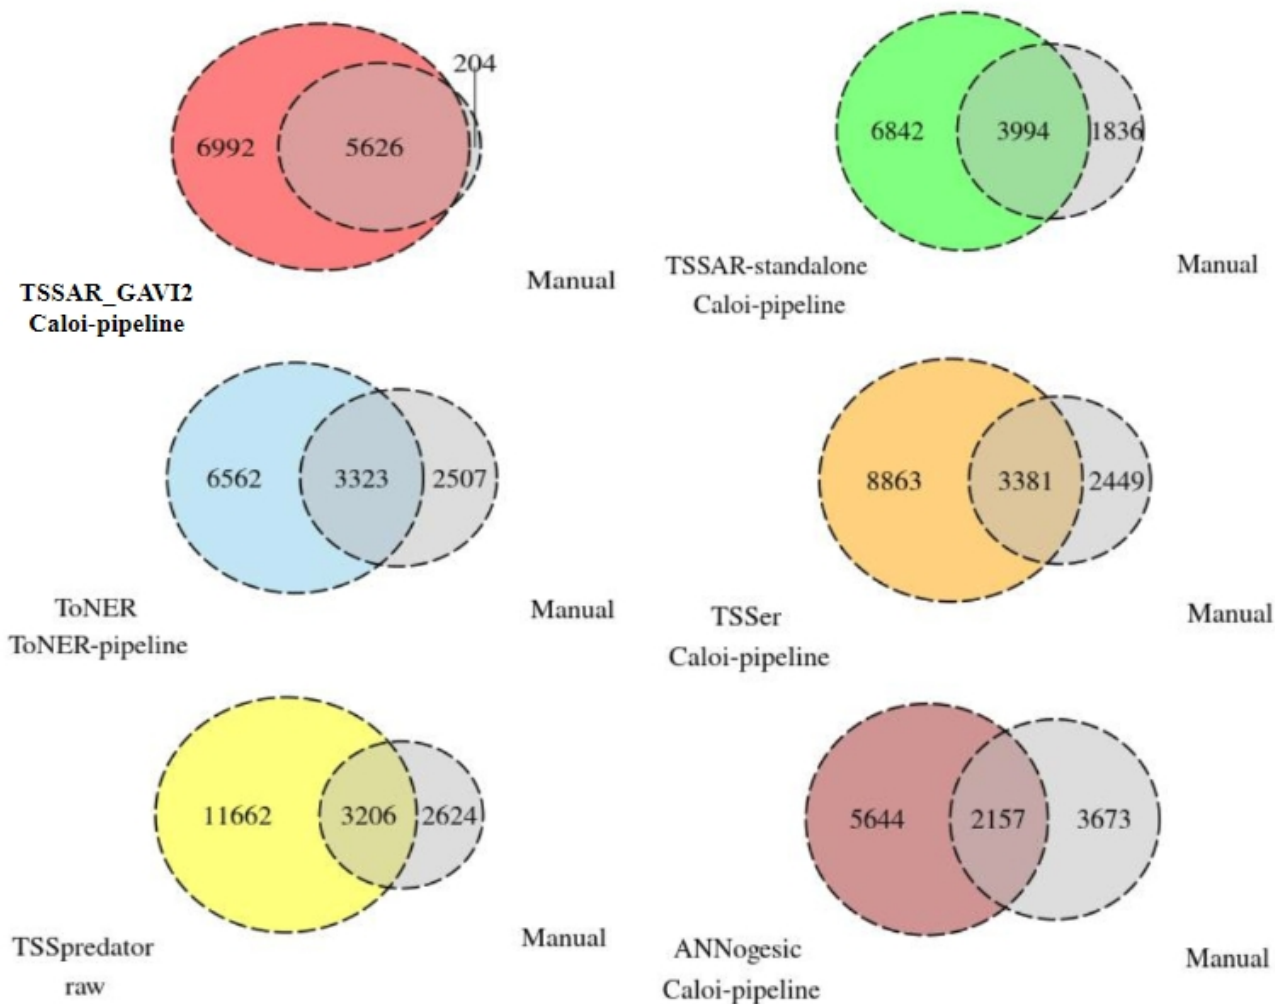 204
6992
5626
Manual
TSSAR_GAVI2
Caloi-pipeline
6842
3994
1836
Manual
TSSAR-standalone
Caloi-pipeline
6562
3323
2507
Manual
ToNER
ToNER-pipeline
8863
3381
2449
Manual
TSSer
Caloi-pipeline
11662
3206
2624
Manual
TSSpredator
raw
5644
2157
3673
Manual
ANNogesic
Caloi-pipeline